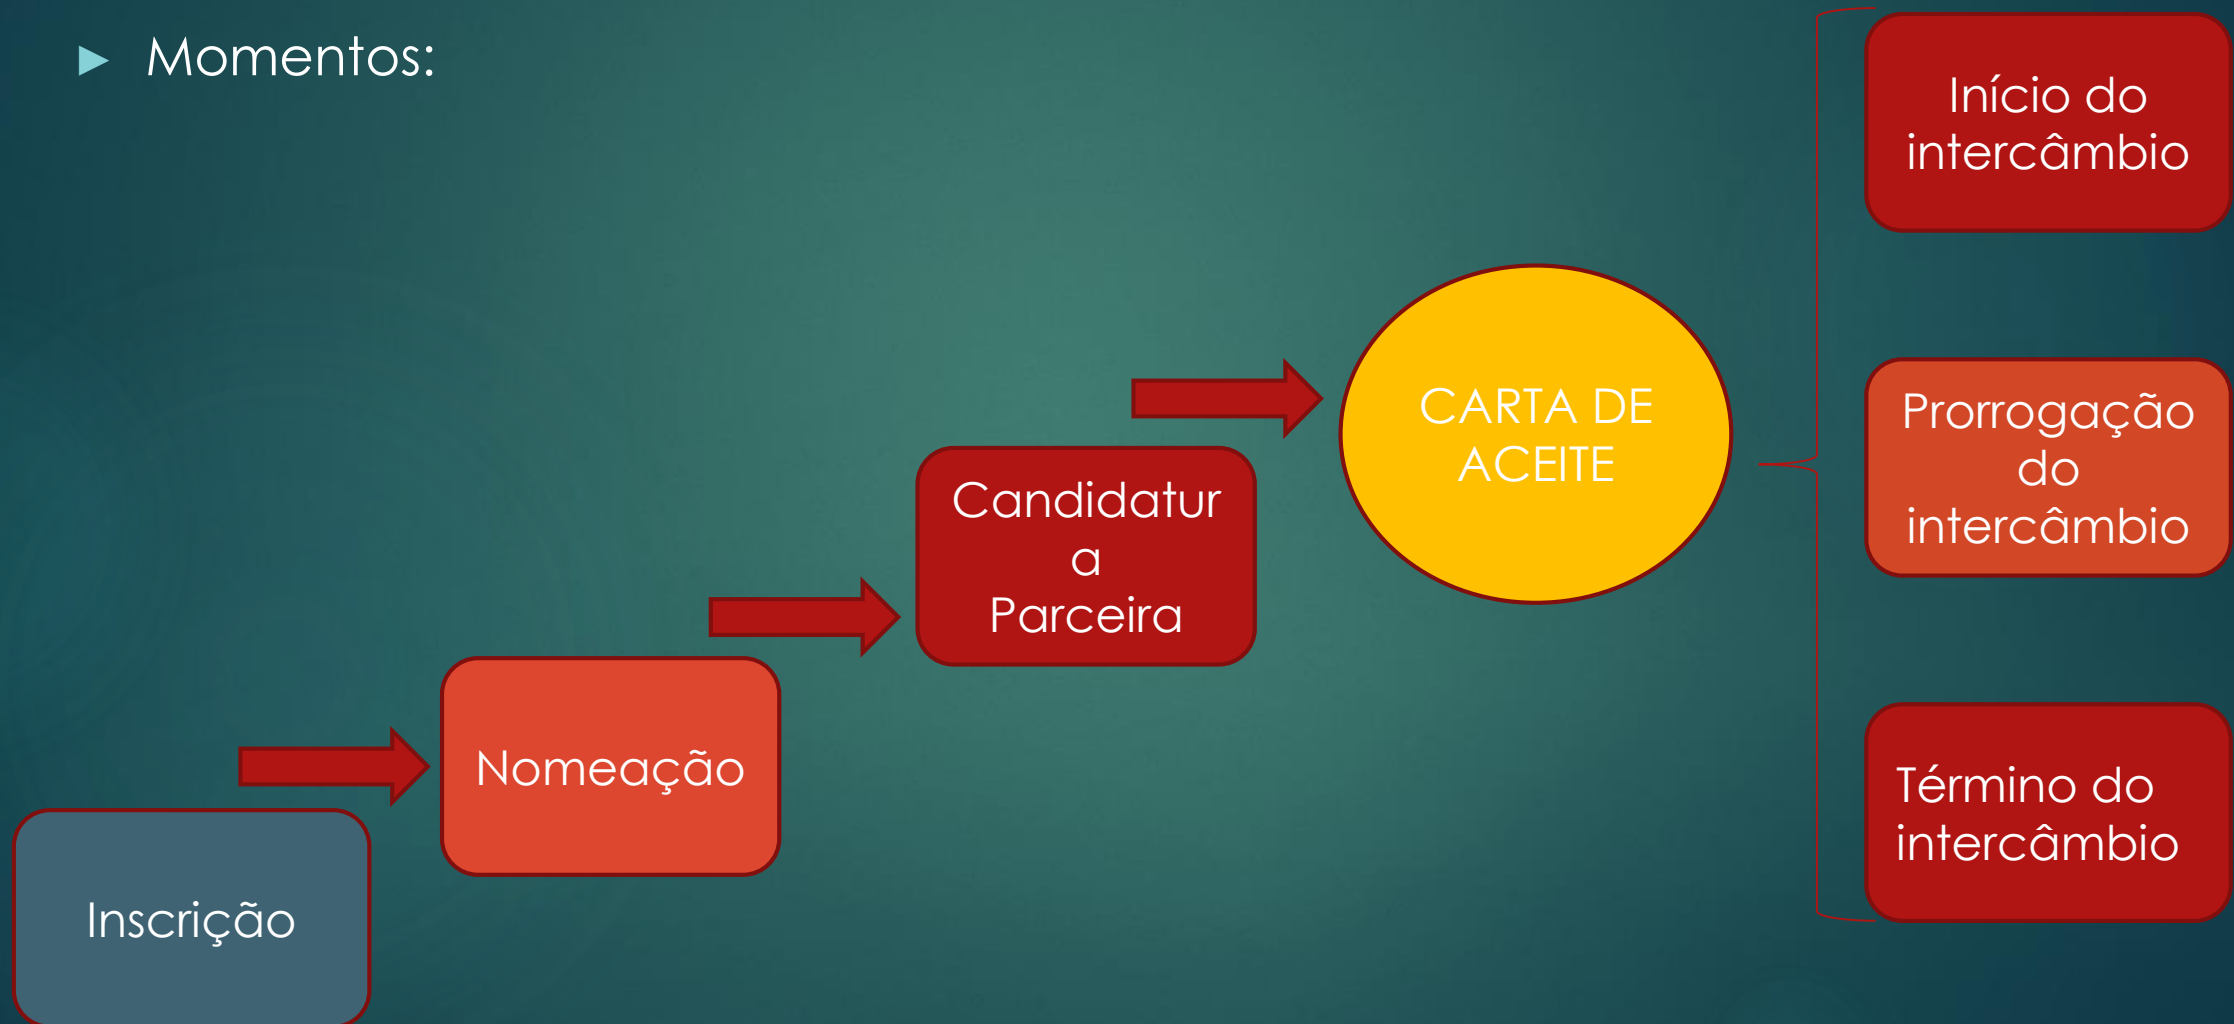 Momentos:
Início do
intercâmbio
CARTA DE
ACEITE
Prorrogação
do
intercâmbio
Candidatur
a
Parceira
Nomeação
Término do
intercâmbio
Inscrição